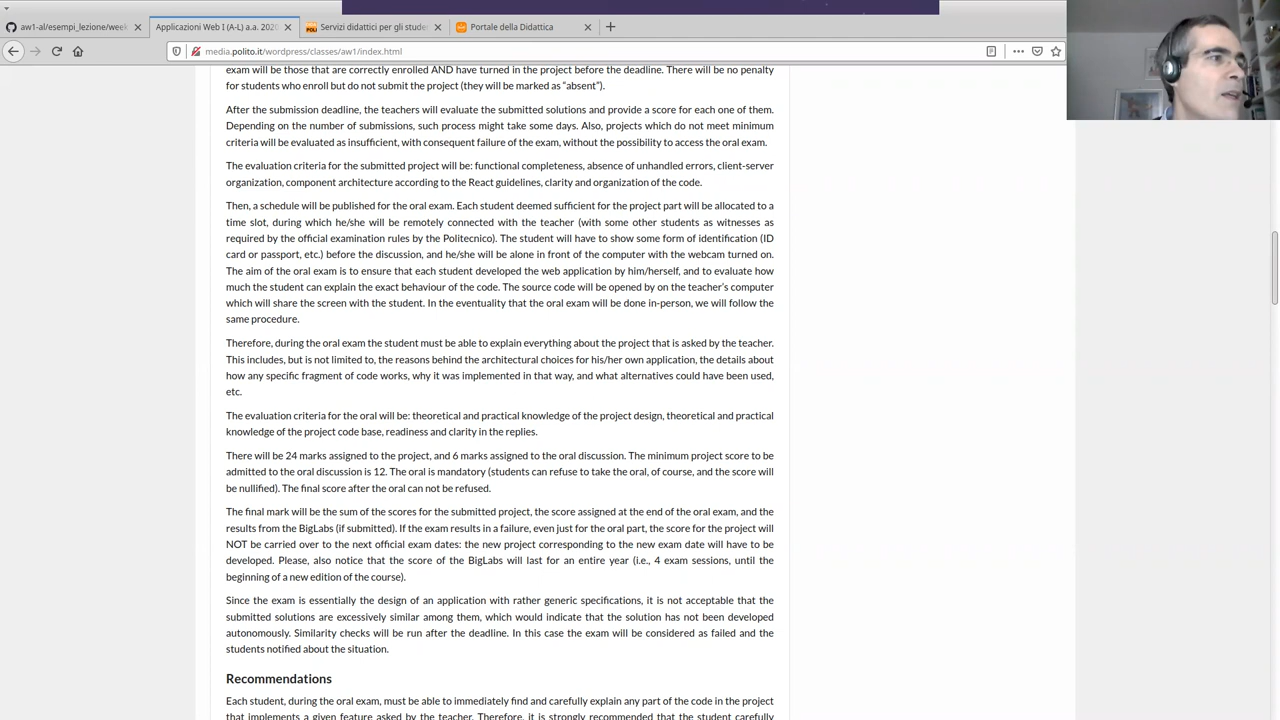 aw1-al/esempi_lezione/week
Applicazioni Web I (A-L) a.a. 2020
Servizi didattici per gli stude
Portale della Didattica
media.polito.it/wordpress/classes/aw1/index.html
exam will be those that are correctly enrolled AND have turned in the project before the deadline. There will be no penalty
for students who enroll but do not submit the project (they will be marked as “absent”).
After the submission deadline, the teachers will evaluate the submitted solutions and provide a score for each one of them.
Depending on the number of submissions, such process might take some days. Also, projects which do not meet minimum
criteria will be evaluated as insufficient, with consequent failure of the exam, without the possibility to access the oral exam.
The evaluation criteria for the submitted project will be: functional completeness, absence of unhandled errors, client-server
organization, component architecture according to the React guidelines, clarity and organization of the code.
Then, a schedule will be published for the oral exam. Each student deemed sufficient for the project part will be allocated to a
time slot, during which he/she will be remotely connected with the teacher (with some other students as witnesses as
required by the official examination rules by the Politecnico). The student will have to show some form of identification (ID
card or passport, etc.) before the discussion, and he/she will be alone in front of the computer with the webcam turned on.
The aim of the oral exam is to ensure that each student developed the web application by him/herself, and to evaluate how
much the student can explain the exact behaviour of the code. The source code will be opened by on the teacher’s computer
which will share the screen with the student. In the eventuality that the oral exam will be done in-person, we will follow the
same procedure.
Therefore, during the oral exam the student must be able to explain everything about the project that is asked by the teacher.
This includes, but is not limited to, the reasons behind the architectural choices for his/her own application, the details about
how any specific fragment of code works, why it was implemented in that way, and what alternatives could have been used,
etc.
The evaluation criteria for the oral will be: theoretical and practical knowledge of the project design, theoretical and practical
knowledge of the project code base, readiness and clarity in the replies.
There will be 24 marks assigned to the project, and 6 marks assigned to the oral discussion. The minimum project score to be
admitted to the oral discussion is 12. The oral is mandatory (students can refuse to take the oral, of course, and the score will
be nullified). The final score after the oral can not be refused.
The final mark will be the sum of the scores for the submitted project, the score assigned at the end of the oral exam, and the
results from the BigLabs (if submitted). If the exam results in a failure, even just for the oral part, the score for the project will
NOT be carried over to the next official exam dates: the new project corresponding to the new exam date will have to be
developed. Please, also notice that the score of the BigLabs will last for an entire year (i.e., 4 exam sessions, until the
beginning of a new edition of the course).
Since the exam is essentially the design of an application with rather generic specifications, it is not acceptable that the
submitted solutions are excessively similar among them, which would indicate that the solution has not been developed
autonomously. Similarity checks will be run after the deadline. In this case the exam will be considered as failed and the
students notified about the situation.
Recommendations
Each student, during the oral exam, must be able to immediately find and carefully explain any part of the code in the project
that implements a given feature asked by the teacher. Therefore, it is strongly recommended that the student carefully